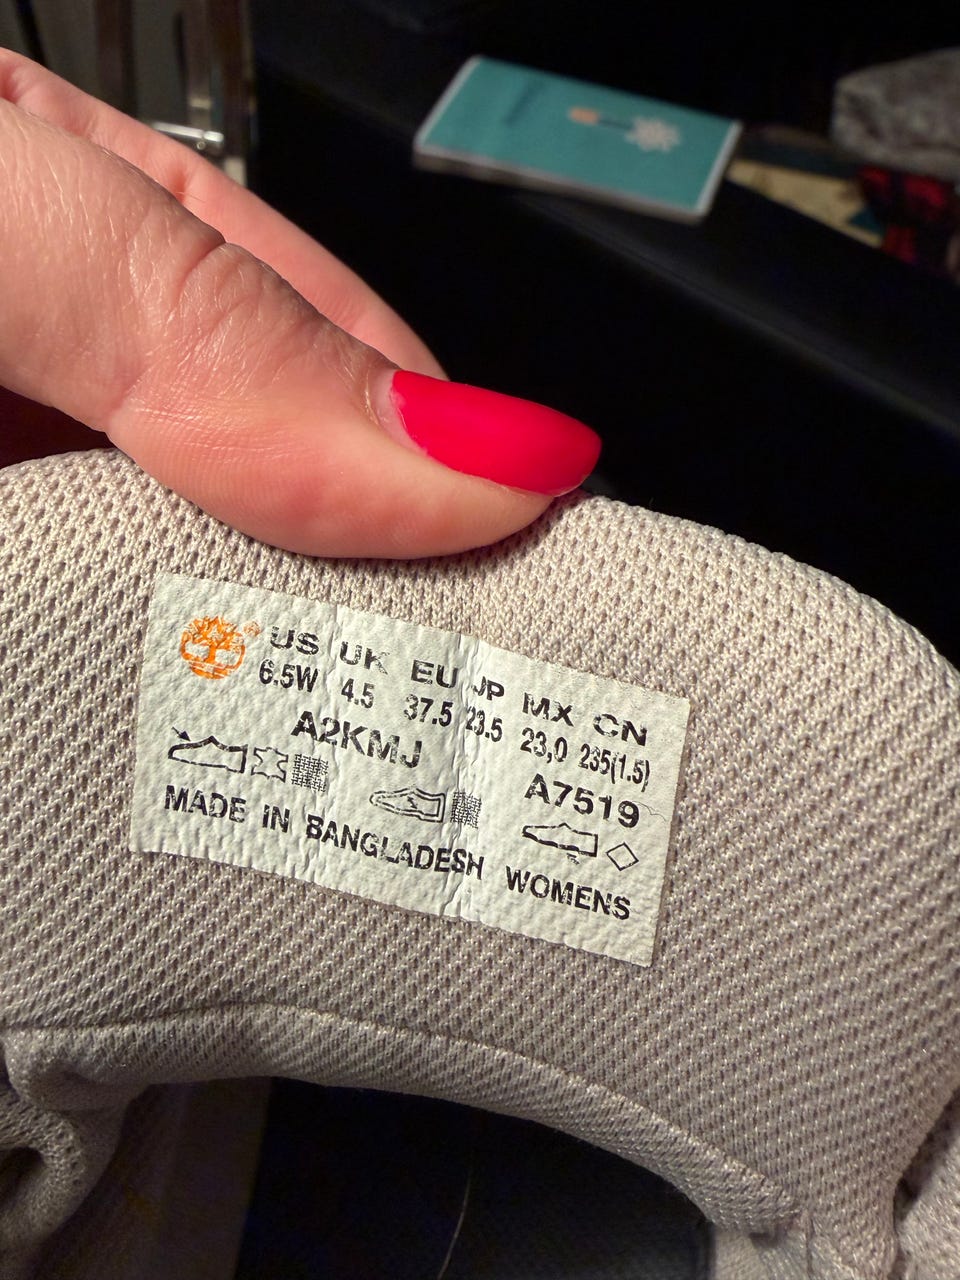 US UK EU JP MX CN
6.5W 4.5 37.5 23.5 23,0 235(1.5)
A2KMJ A7519
MADE IN BANGLADESH WOMENS